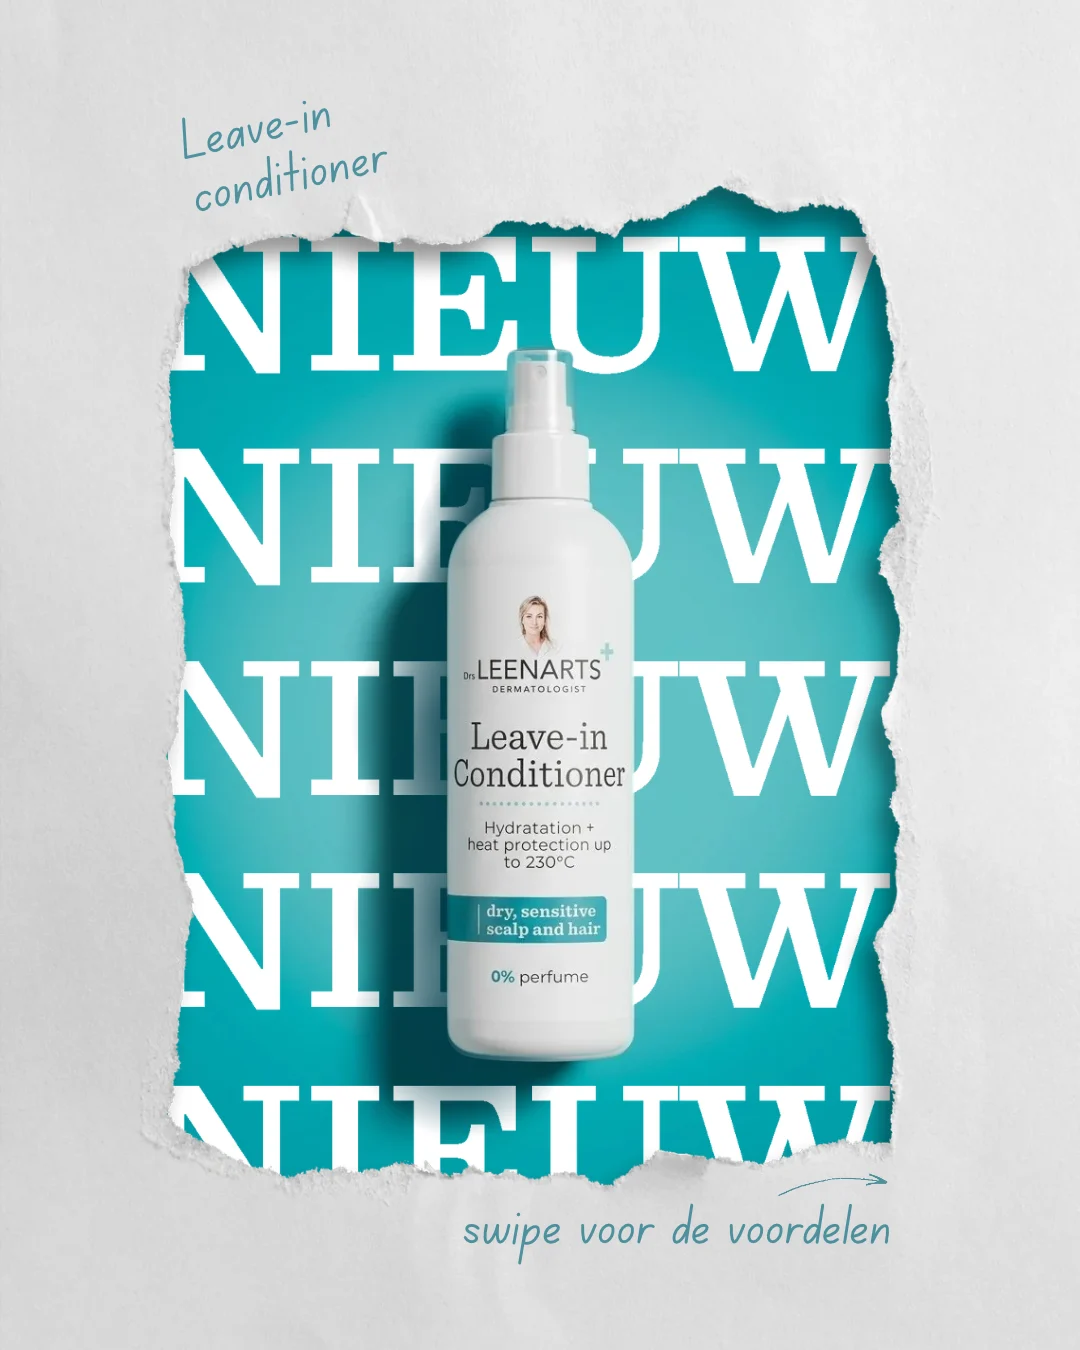 Leave-in
conditioner
NIEUW
NIEUW
NIEUW
NIEUW
NIEUW
Drs LEENARTS+
DERMATOLOGIST
Leave-in
Conditioner
Hydratation +
heat protection up
to 230°C
dry, sensitive
scalp and hair
0% perfume
swipe voor de voordelen